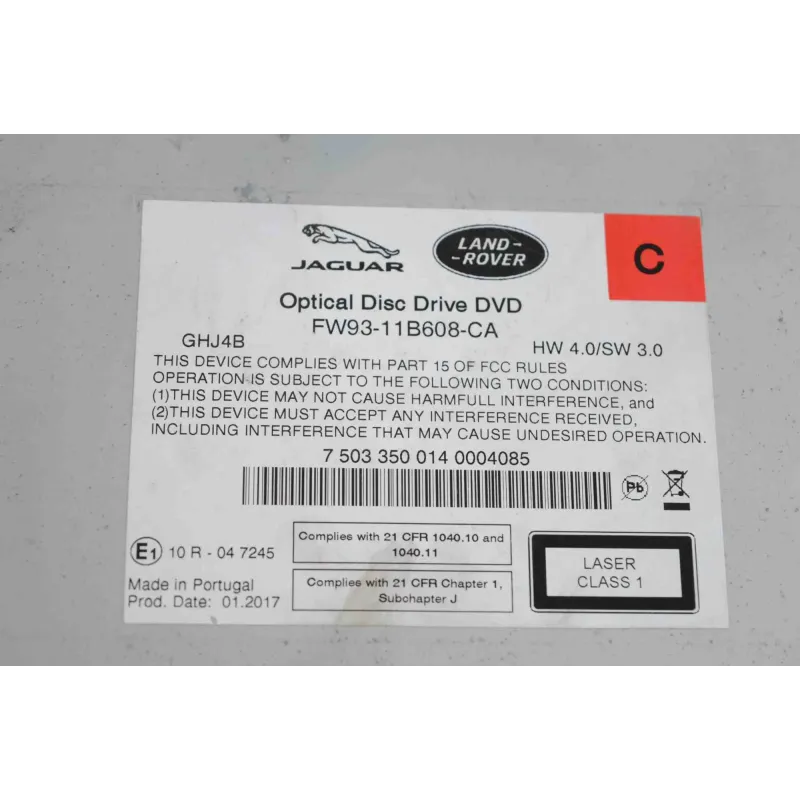 JAGUAR
LAND-
-ROVER
C
Optical Disc Drive DVD
FW93-11B608-CA
GHJ4B
HW 4.0/SW 3.0
THIS DEVICE COMPLIES WITH PART 15 OF FCC RULES
OPERATION IS SUBJECT TO THE FOLLOWING TWO CONDITIONS:
(1)THIS DEVICE MAY NOT CAUSE HARMFULL INTERFERENCE, and
(2)THIS DEVICE MUST ACCEPT ANY INTERFERENCE RECEIVED,
INCLUDING INTERFERENCE THAT MAY CAUSE UNDESIRED OPERATION.
7 503 350 014 0004085
Pb
E1 10 R - 04 7245
Complies with 21 CFR 1040.10 and
1040.11
Made in Portugal
Prod. Date: 01.2017
Complies with 21 CFR Chapter 1,
Subchapter J
LASER
CLASS 1